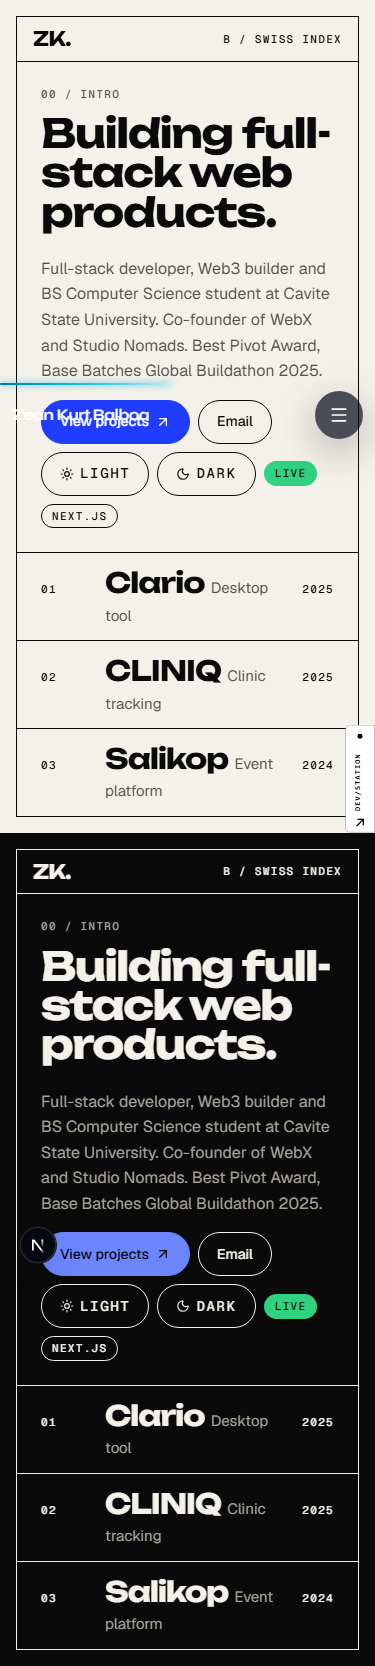 ZK.
B / SWISS INDEX
00 / INTRO
Building full-
stack web
products.
Full-stack developer, Web3 builder and
BS Computer Science student at Cavite
State University. Co-founder of WebX
and Studio Nomads. Best Pivot Award,
Base Batches Global Buildathon 2025.
Zean Kurt Balboa
View projects
Email
LIGHT
DARK
LIVE
NEXT.JS
01
Clario Desktop
tool
2025
02
CLINIQ Clinic
tracking
2025
03
Salikop Event
platform
2024
DEV/STATION
ZK.
B / SWISS INDEX
00 / INTRO
Building full-
stack web
products.
Full-stack developer, Web3 builder and
BS Computer Science student at Cavite
State University. Co-founder of WebX
and Studio Nomads. Best Pivot Award,
Base Batches Global Buildathon 2025.
N
View projects
Email
LIGHT
DARK
LIVE
NEXT.JS
01
Clario Desktop
tool
2025
02
CLINIQ Clinic
tracking
2025
03
Salikop Event
platform
2024